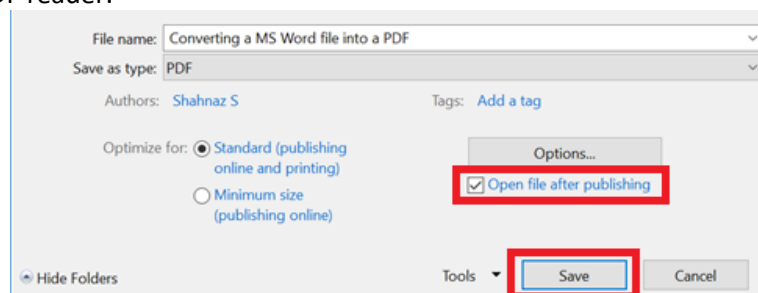 or reader.
File name: Converting a MS Word file into a PDF
Save as type: PDF
Authors: Shahnaz S Tags: Add a tag
Optimize for: Standard (publishing online and printing)
Minimum size (publishing online)
Options...
Open file after publishing
Hide Folders Tools Save Cancel